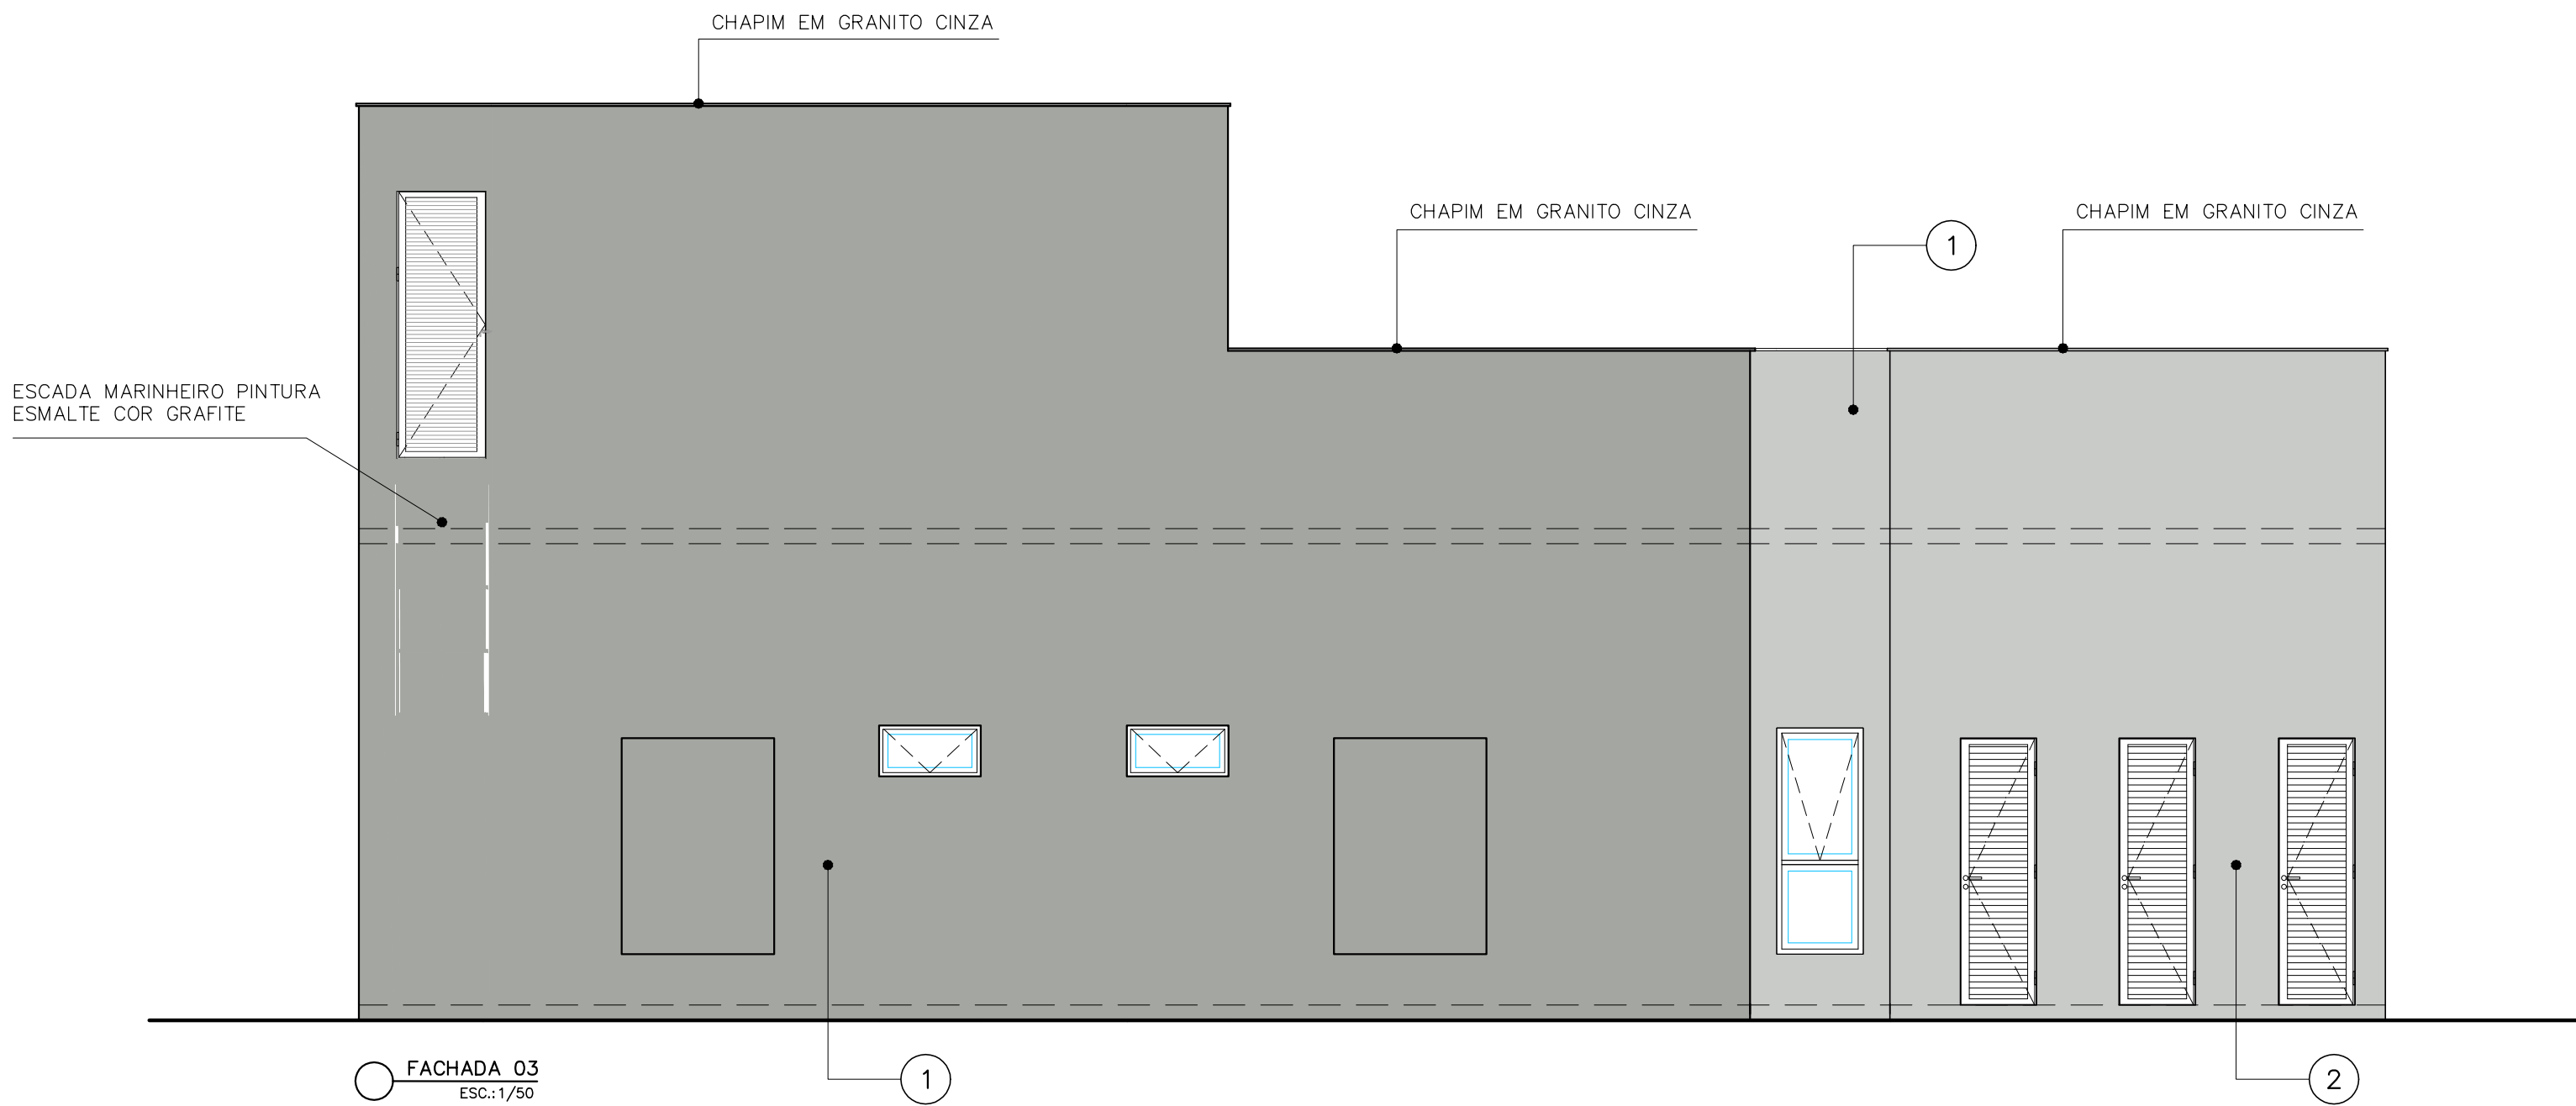 CHAPIM EM GRANITO CINZA
CHAPIM EM GRANITO CINZA
CHAPIM EM GRANITO CINZA
1
ESCADA MARINHEIRO PINTURA
ESMALTE COR GRAFITE
FACHADA 03
ESC.:1/50
1
2